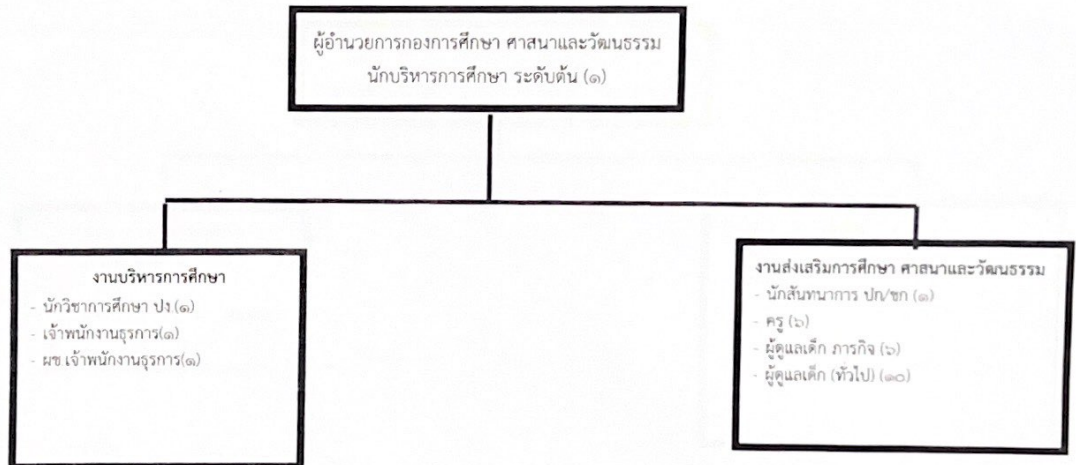 ผู้อำนวยการกองการศึกษา ศาสนาและวัฒนธรรม
นักบริหารการศึกษา ระดับต้น (๑)
งานบริหารการศึกษา
- นักวิชาการศึกษา ปง.(๑)
- เจ้าพนักงานธุรการ(๑)
- ผช.เจ้าพนักงานธุรการ(๑)
งานส่งเสริมการศึกษา ศาสนาและวัฒนธรรม
- นักสันทนาการ ปก/ชก (๑)
- ครู (๖)
- ผู้ดูแลเด็ก ภารกิจ (๖)
- ผู้ดูแลเด็ก (ทั่วไป) (๑๐)